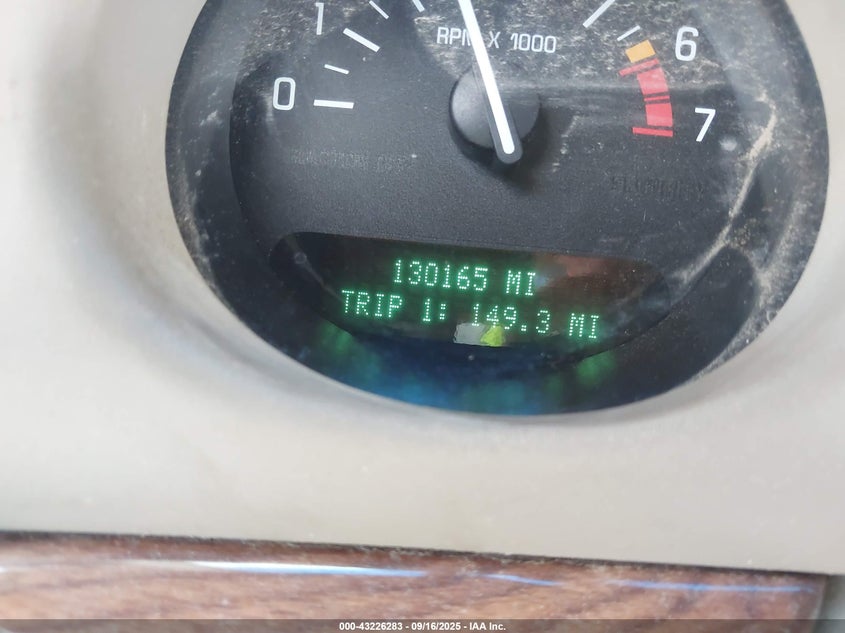 1
6
RPM X 1000
0
7
130165 MI
TRIP 1: 149.3 MI
000-43226283 - 09/16/2025 - IAA Inc.